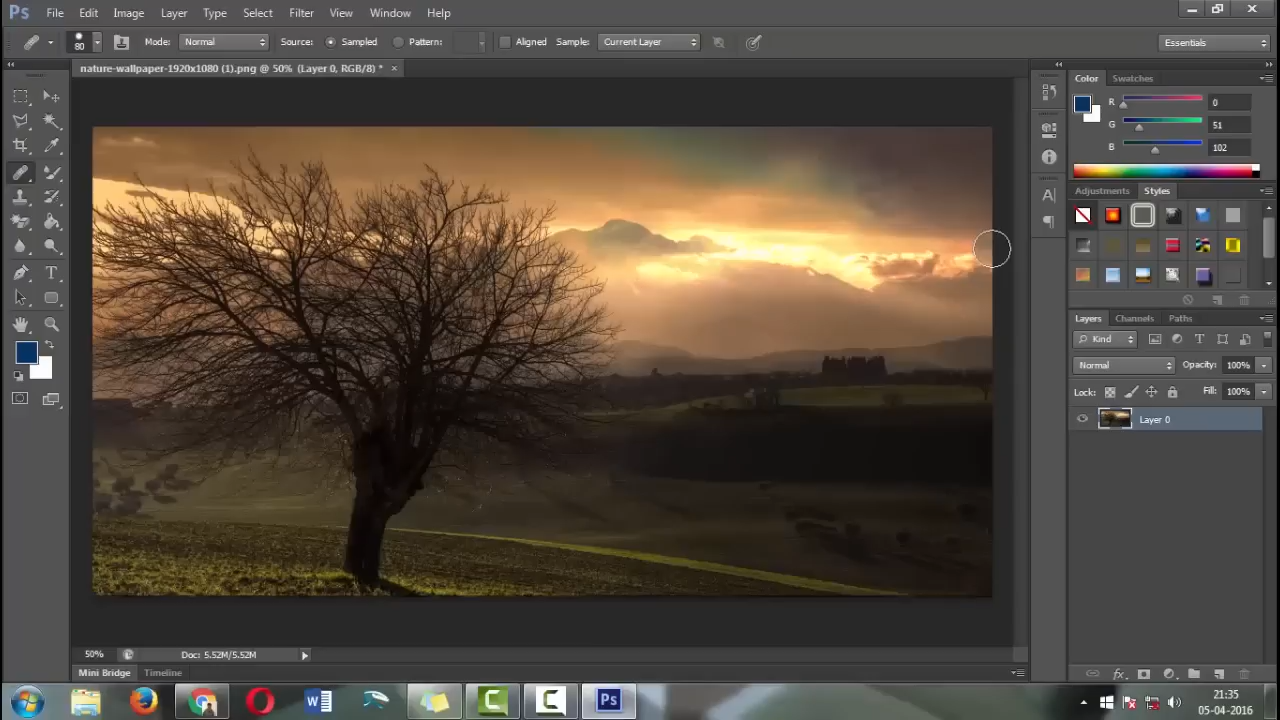 Ps File Edit Image Layer Type Select Filter View Window Help
80 Mode: Normal Source: Sampled Pattern: Aligned Sample: Current Layer Essentials
nature-wallpaper-1920x1080 (1).png @ 50% (Layer 0, RGB/8) * ×
Color Swatches
R 0
G 51
B 102
Adjustments Styles
Layers Channels Paths
Kind
Normal Opacity: 100%
Lock: Fill: 100%
Layer 0
50% Doc: 5.52M/5.52M
Mini Bridge Timeline
fx
21:35
05-04-2016